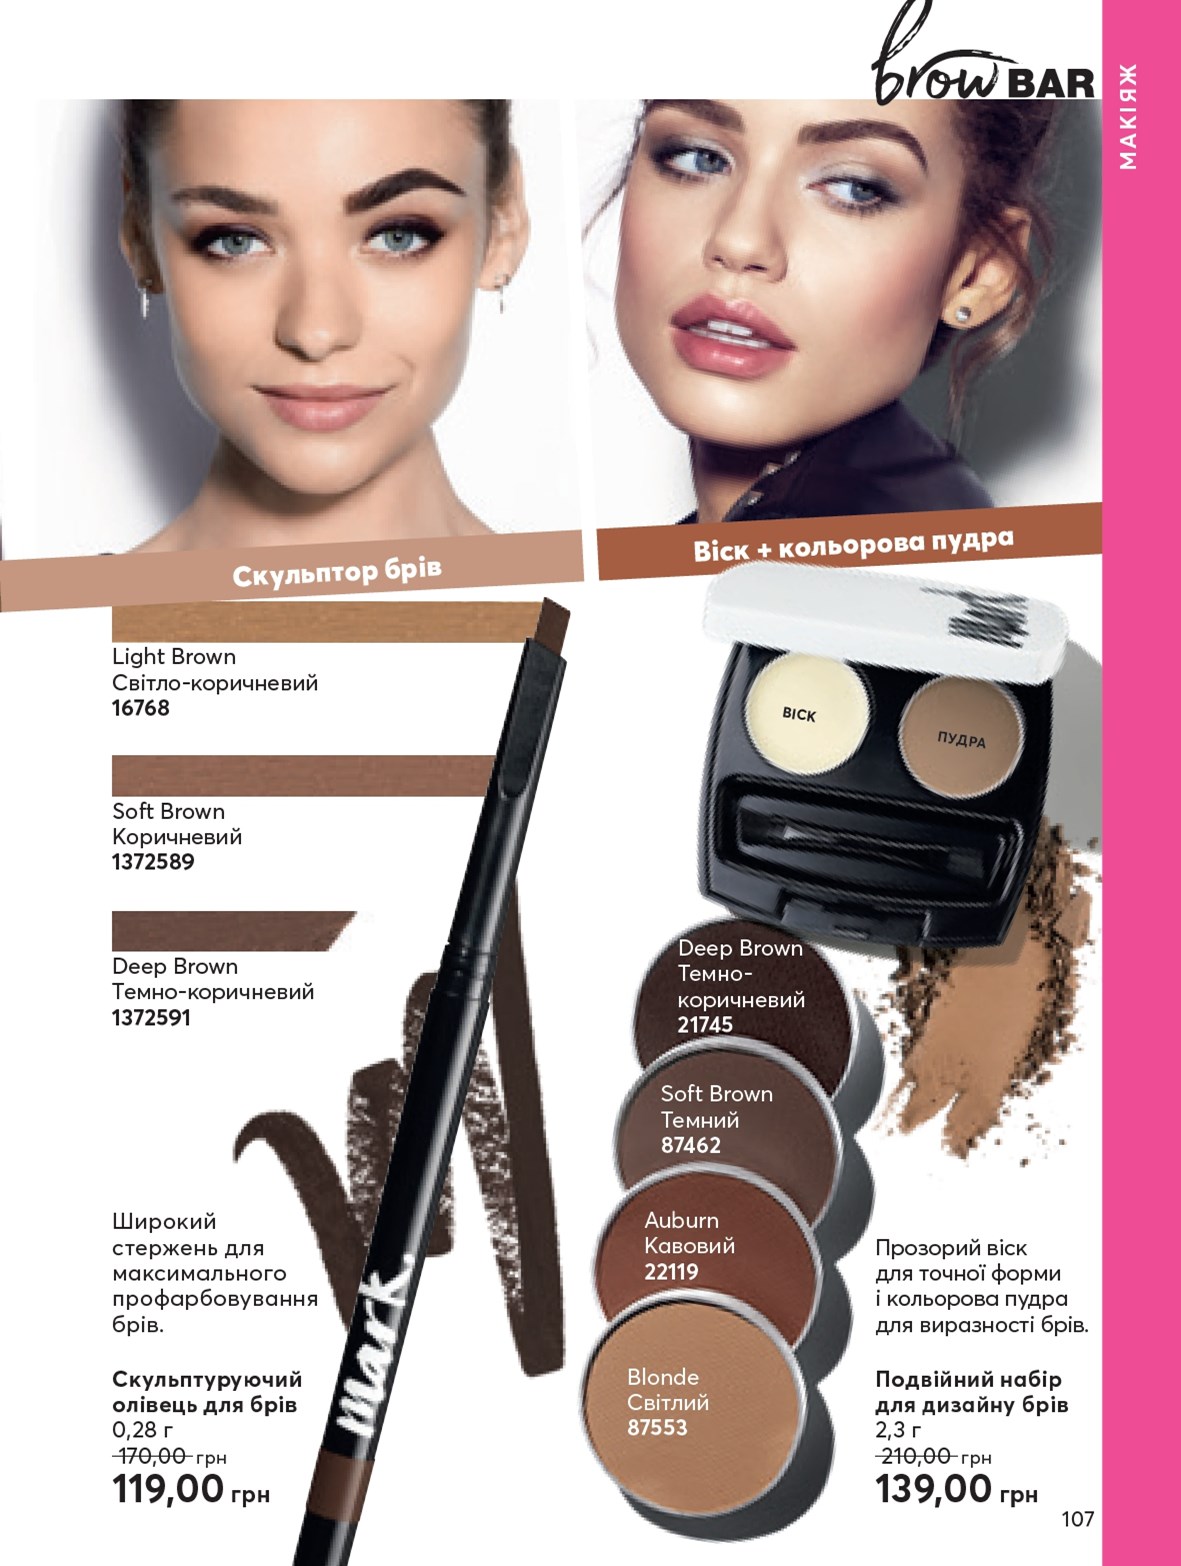 brow BAR
МАКІЯЖ
Скульптор брів
Віск + кольорова пудра
Light Brown
Світло-коричневий
16768
Soft Brown
Коричневий
1372589
Deep Brown
Темно-коричневий
1372591
Широкий
стержень для
максимального
профарбовування
брів.
Скульптуруючий
олівець для брів
0,28 г
170,00 грн
119,00 грн
mark.
ВІСК
ПУДРА
Deep Brown
Темно-
коричневий
21745
Soft Brown
Темний
87462
Auburn
Кавовий
22119
Blonde
Світлий
87553
Прозорий віск
для точної форми
і кольорова пудра
для виразності брів.
Подвійний набір
для дизайну брів
2,3 г
210,00 грн
139,00 грн
107